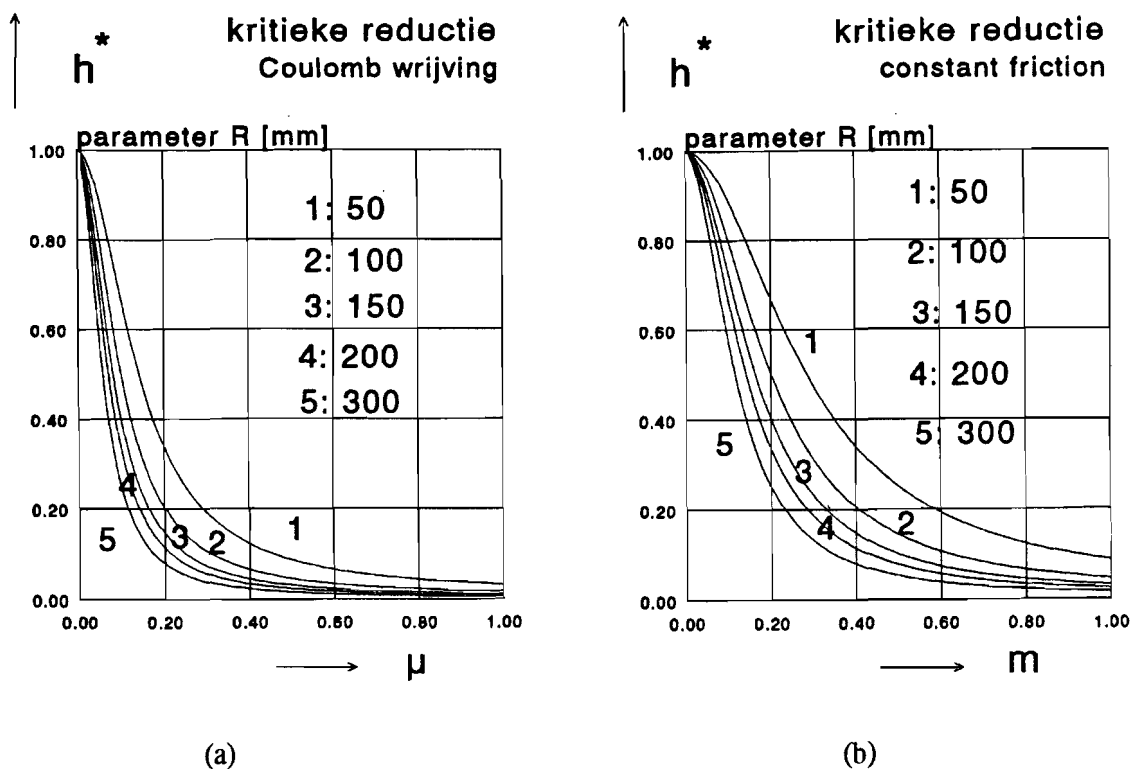 h*
kritieke reductie
Coulomb wrijving
parameter R [mm]
1.00
0.80
0.60
0.40
0.20
0.00
1: 50
2: 100
3: 150
4: 200
5: 300
4
5
3
2
1
0.00 0.20 0.40 0.60 0.80 1.00
μ
(a)
h*
kritieke reductie
constant friction
parameter R [mm]
1.00
0.80
0.60
0.40
0.20
0.00
1: 50
2: 100
3: 150
4: 200
5: 300
1
5
3
4
2
0.00 0.20 0.40 0.60 0.80 1.00
m
(b)